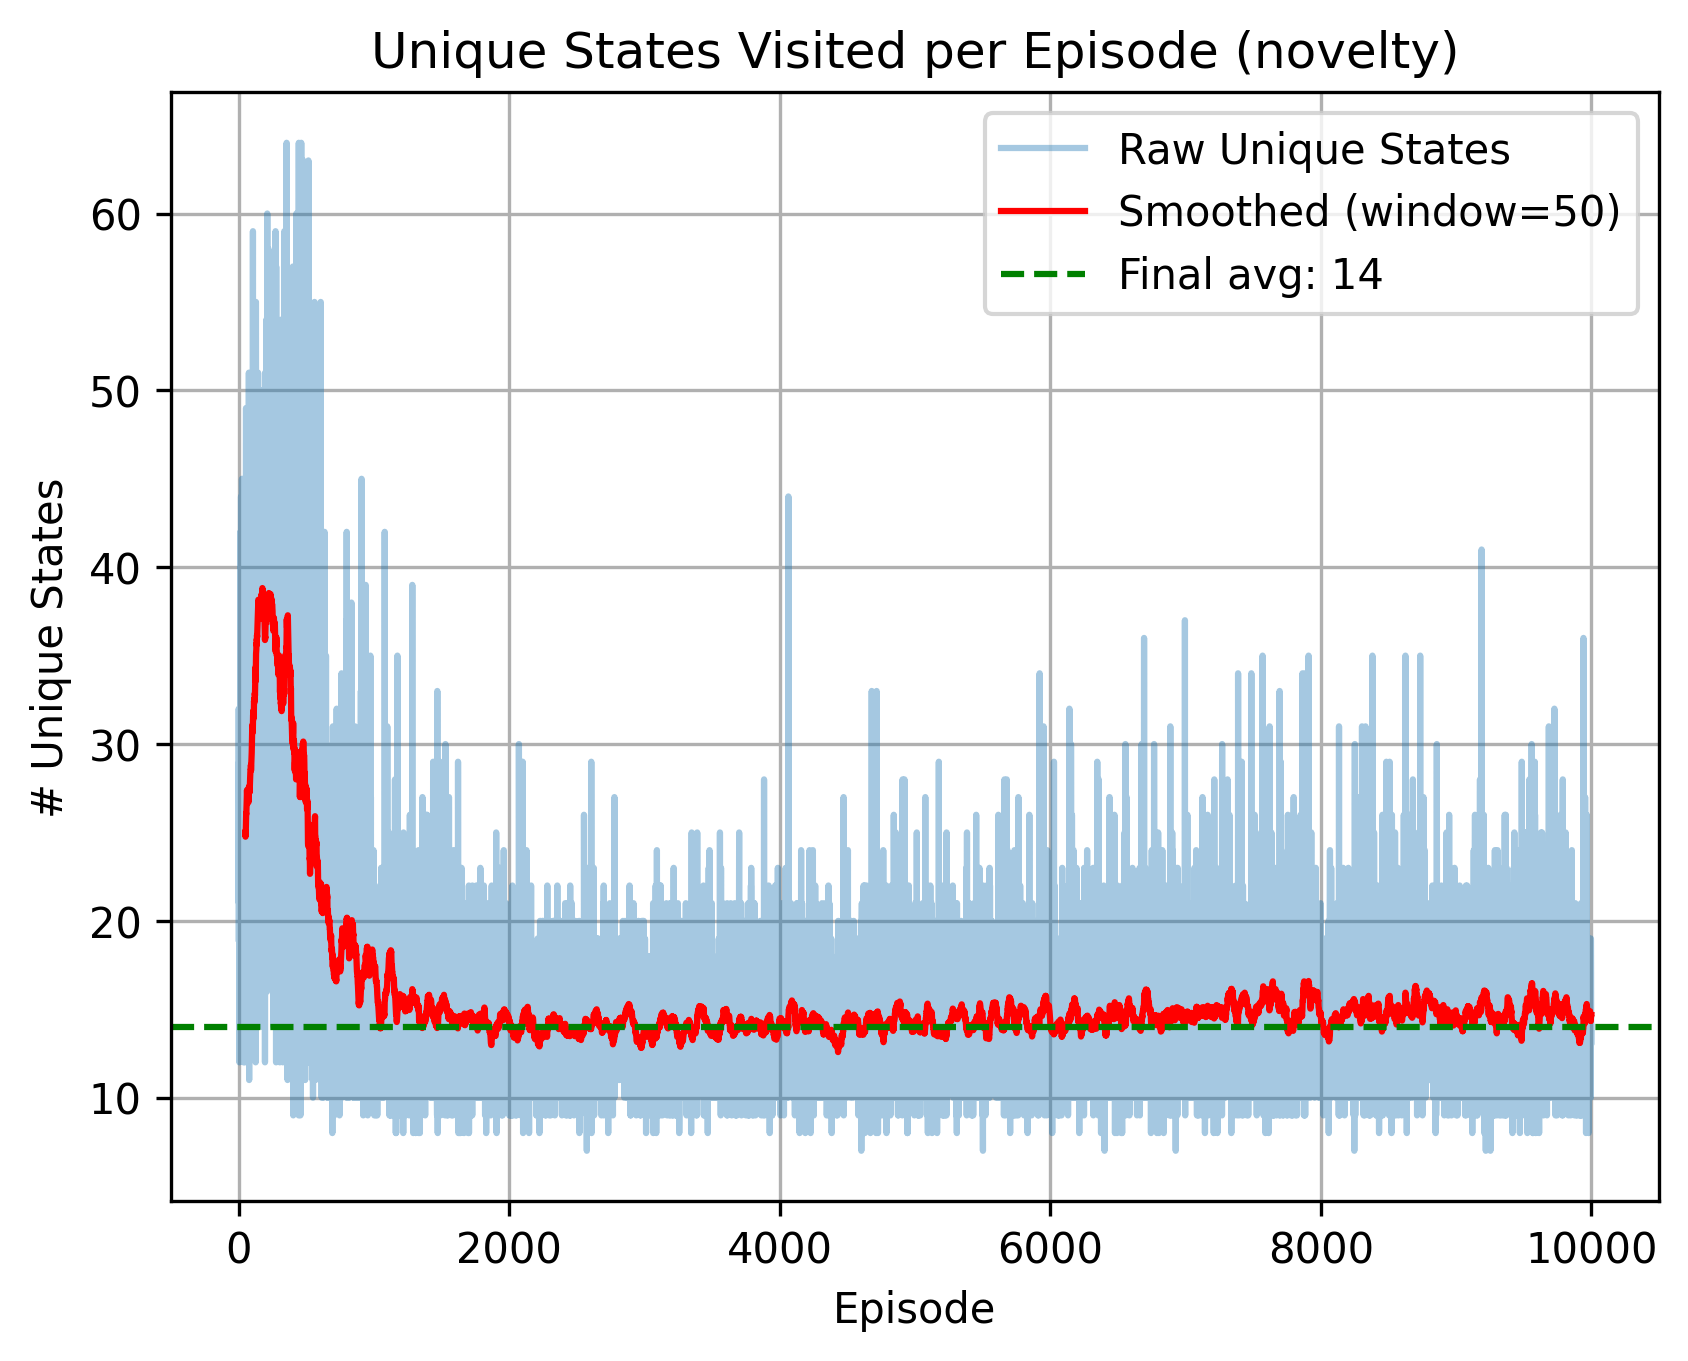 Unique States Visited per Episode (novelty)
Raw Unique States
Smoothed (window=50)
Final avg: 14
# Unique States
60
50
40
30
20
10
0
2000
4000
6000
8000
10000
Episode